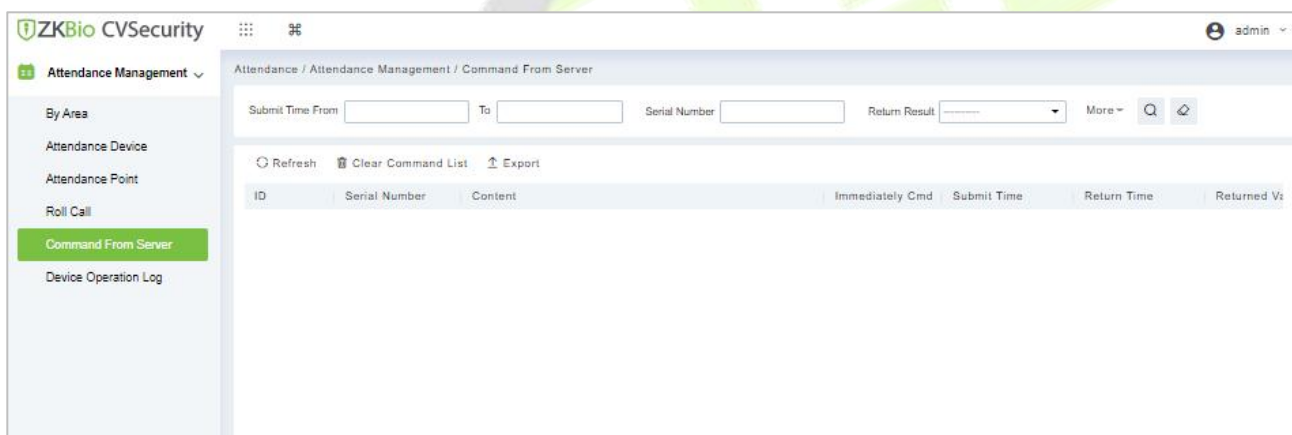 ZKBio CVSecurity
admin
Attendance Management
Attendance / Attendance Management / Command From Server
By Area
Attendance Device
Attendance Point
Roll Call
Command From Server
Device Operation Log
Submit Time From To Serial Number Return Result ---------- More
Refresh Clear Command List Export
ID Serial Number Content Immediately Cmd Submit Time Return Time Returned Va